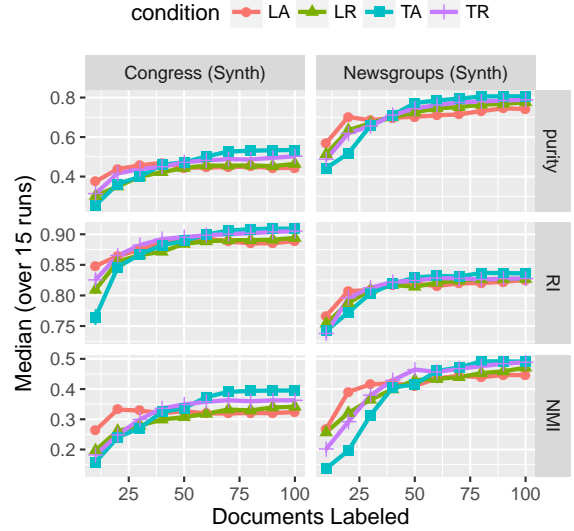 condition LA LR TA TR
Congress (Synth) Newsgroups (Synth)
Median (over 15 runs)
0.8
0.6
0.4
purity
0.90
0.85
0.80
0.75
RI
0.5
0.4
0.3
0.2
NMI
25 50 75 100 25 50 75 100
Documents Labeled